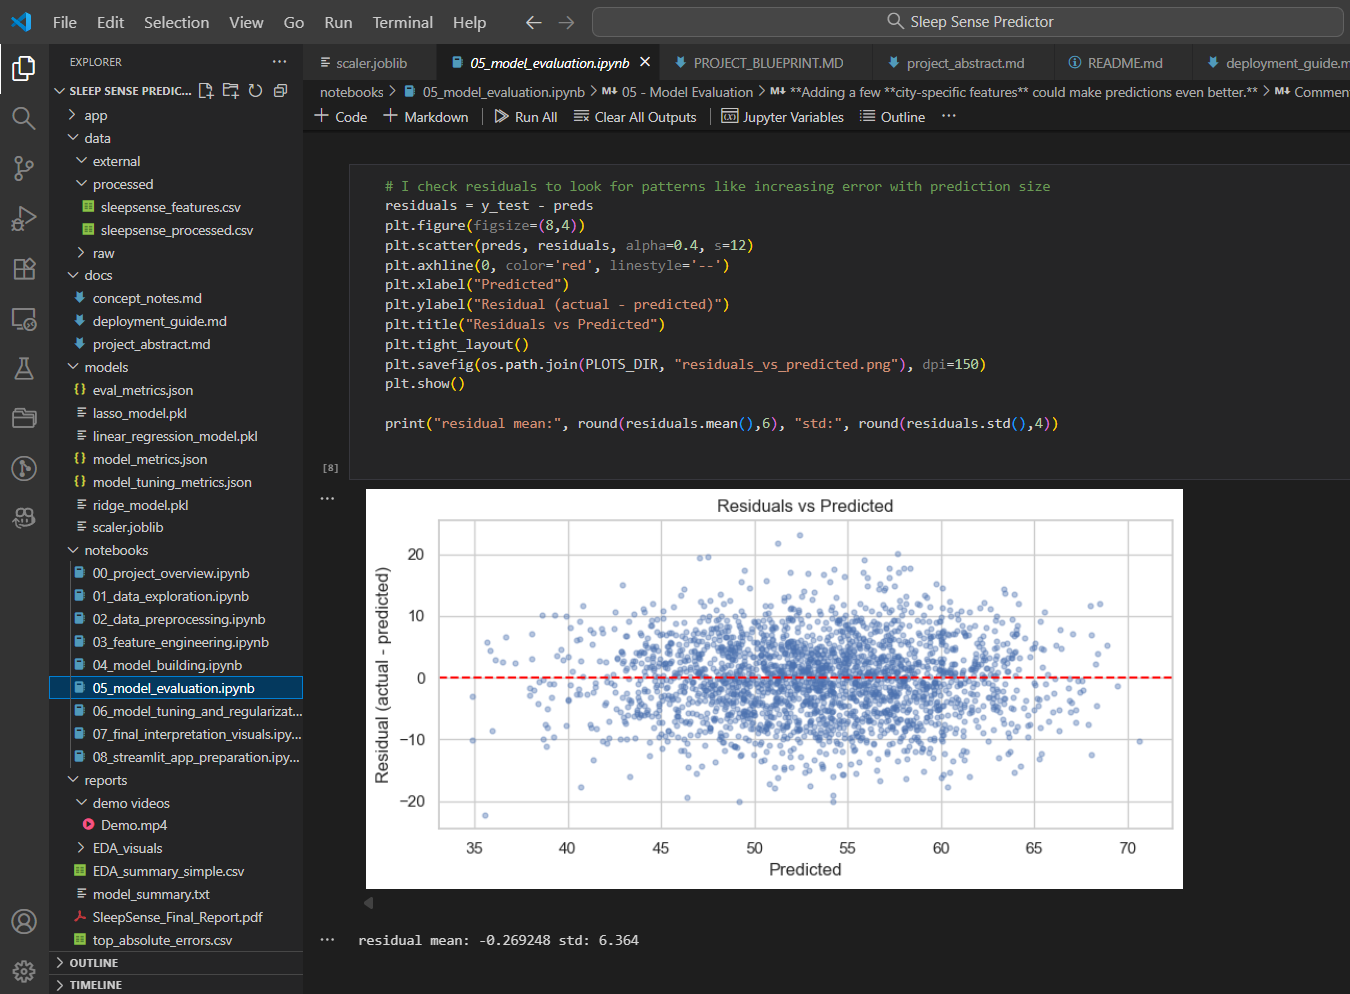 File Edit Selection View Go Run Terminal Help
Sleep Sense Predictor
EXPLORER
SLEEP SENSE PREDIC...
app
data
external
processed
sleepsense_features.csv
sleepsense_processed.csv
raw
docs
concept_notes.md
deployment_guide.md
project_abstract.md
models
eval_metrics.json
lasso_model.pkl
linear_regression_model.pkl
model_metrics.json
model_tuning_metrics.json
ridge_model.pkl
scaler.joblib
notebooks
00_project_overview.ipynb
01_data_exploration.ipynb
02_data_preprocessing.ipynb
03_feature_engineering.ipynb
04_model_building.ipynb
05_model_evaluation.ipynb
06_model_tuning_and_regularizat...
07_final_interpretation_visuals.ipy...
08_streamlit_app_preparation.ipy...
reports
demo videos
Demo.mp4
EDA_visuals
EDA_summary_simple.csv
model_summary.txt
SleepSense_Final_Report.pdf
top_absolute_errors.csv
OUTLINE
TIMELINE
scaler.joblib 05_model_evaluation.ipynb PROJECT_BLUEPRINT.MD project_abstract.md README.md deployment_guide.m
notebooks > 05_model_evaluation.ipynb > M↓ 05 - Model Evaluation > M↓ **Adding a few **city-specific features** could make predictions even better.** > M↓ Commen
+ Code + Markdown Run All Clear All Outputs Jupyter Variables Outline ...
# I check residuals to look for patterns like increasing error with prediction size
residuals = y_test - preds
plt.figure(figsize=(8,4))
plt.scatter(preds, residuals, alpha=0.4, s=12)
plt.axhline(0, color='red', linestyle='--')
plt.xlabel("Predicted")
plt.ylabel("Residual (actual - predicted)")
plt.title("Residuals vs Predicted")
plt.tight_layout()
plt.savefig(os.path.join(PLOTS_DIR, "residuals_vs_predicted.png"), dpi=150)
plt.show()
print("residual mean:", round(residuals.mean(),6), "std:", round(residuals.std(),4))
[8]
Residuals vs Predicted
Residual (actual - predicted)
20
10
0
−10
−20
35 40 45 50 55 60 65 70
Predicted
residual mean: -0.269248 std: 6.364